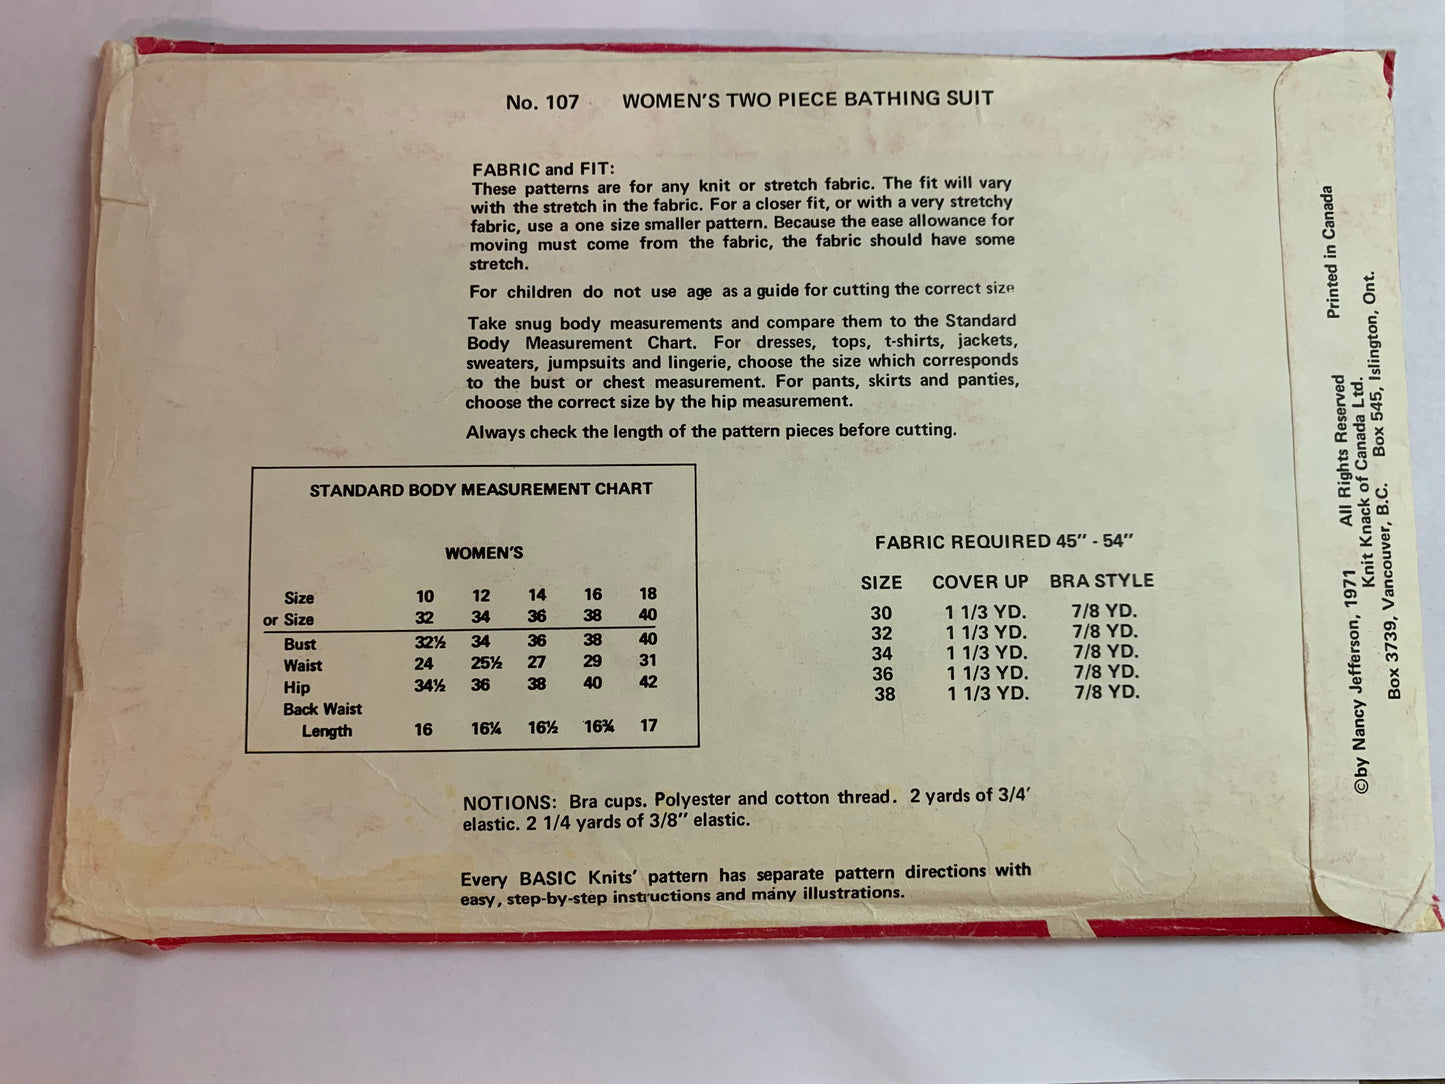 No. 107 WOMEN'S TWO PIECE BATHING SUIT
FABRIC and FIT:
These patterns are for any knit or stretch fabric. The fit will vary
with the stretch in the fabric. For a closer fit, or with a very stretchy
fabric, use a one size smaller pattern. Because the ease allowance for
moving must come from the fabric, the fabric should have some
stretch.
For children do not use age as a guide for cutting the correct size
Take snug body measurements and compare them to the Standard
Body Measurement Chart. For dresses, tops, t-shirts, jackets,
sweaters, jumpsuits and lingerie, choose the size which corresponds
to the bust or chest measurement. For pants, skirts and panties,
choose the correct size by the hip measurement.
Always check the length of the pattern pieces before cutting.
STANDARD BODY MEASUREMENT CHART
WOMEN'S
Size 10 12 14 16 18
or Size 32 34 36 38 40
Bust 32½ 34 36 38 40
Waist 24 25½ 27 29 31
Hip 34½ 36 38 40 42
Back Waist
Length 16 16¼ 16½ 16¾ 17
FABRIC REQUIRED 45" - 54"
SIZE COVER UP BRA STYLE
30 1 1/3 YD. 7/8 YD.
32 1 1/3 YD. 7/8 YD.
34 1 1/3 YD. 7/8 YD.
36 1 1/3 YD. 7/8 YD.
38 1 1/3 YD. 7/8 YD.
NOTIONS: Bra cups. Polyester and cotton thread. 2 yards of 3/4'
elastic. 2 1/4 yards of 3/8" elastic.
Every BASIC Knits' pattern has separate pattern directions with
easy, step-by-step instructions and many illustrations.
©by Nancy Jefferson, 1971 All Rights Reserved Printed in Canada
Knit Knack of Canada Ltd.
Box 3739, Vancouver, B.C. Box 545, Islington, Ont.